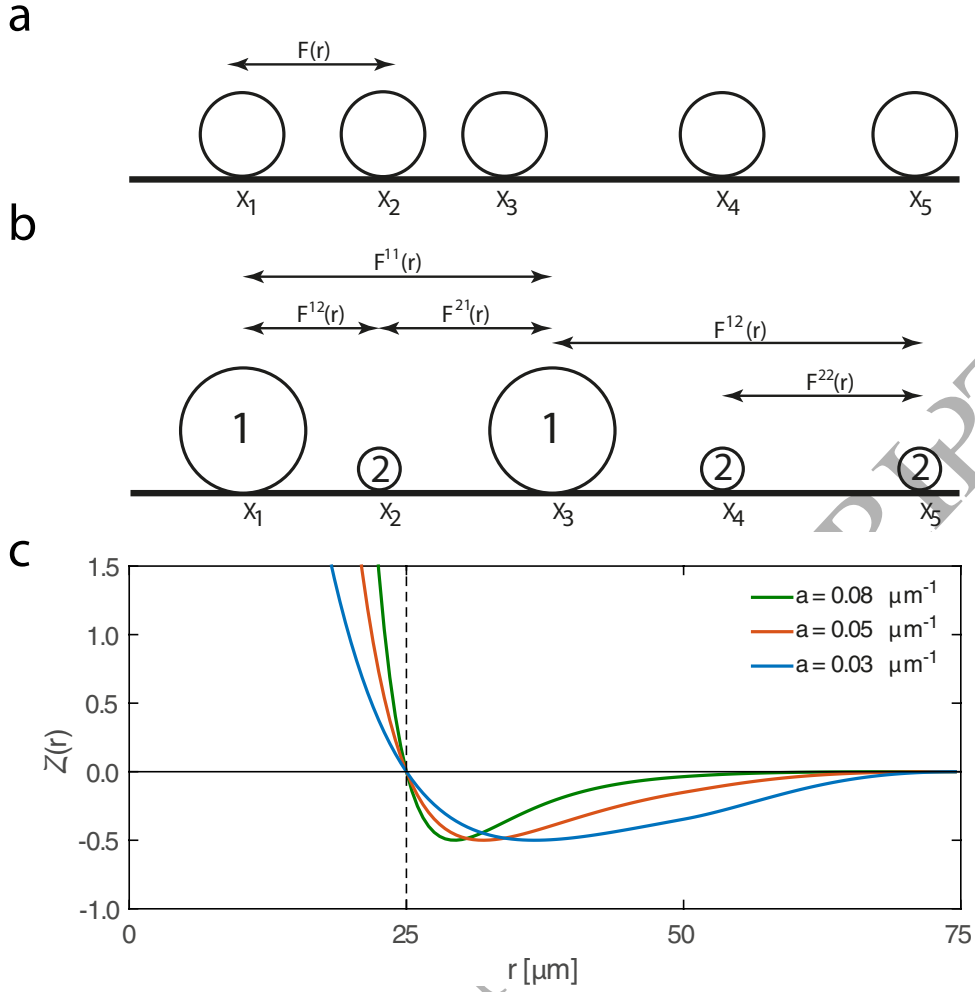 a
F(r)
X1 X2 X3 X4 X5
b
F11(r)
F12(r) F21(r) F12(r)
F22(r)
1 2 1 2 2
X1 X2 X3 X4 X5
c
1.5
1.0
0.5
0.0
-0.5
-1.0
Z(r)
a = 0.08 μm-1
a = 0.05 μm-1
a = 0.03 μm-1
0 25 50 75
r [μm]